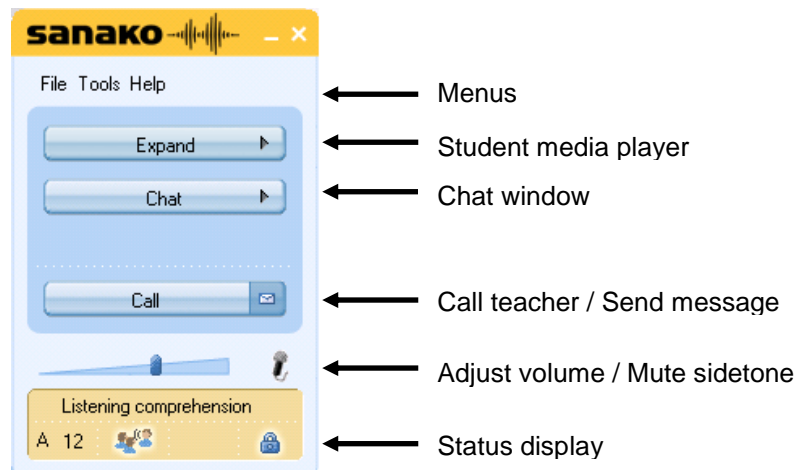 sanako
File Tools Help
Menus
Expand
Student media player
Chat
Chat window
Call
Call teacher / Send message
Adjust volume / Mute sidetone
Listening comprehension
A 12
Status display